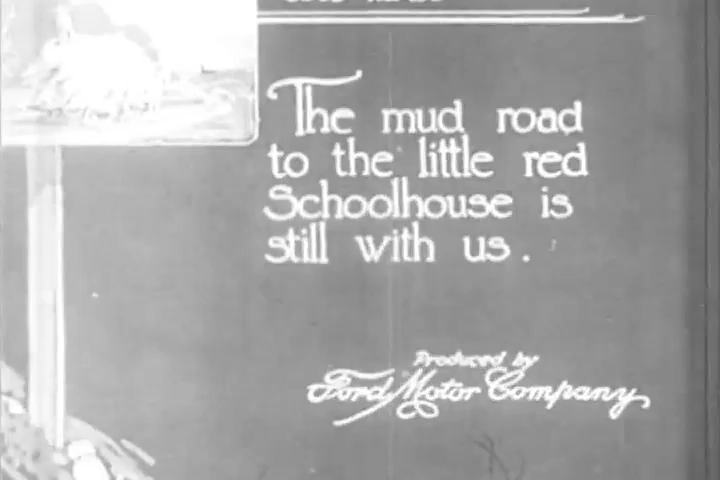 The mud road
to the little red
Schoolhouse is
still with us.
Produced by
Ford Motor Company